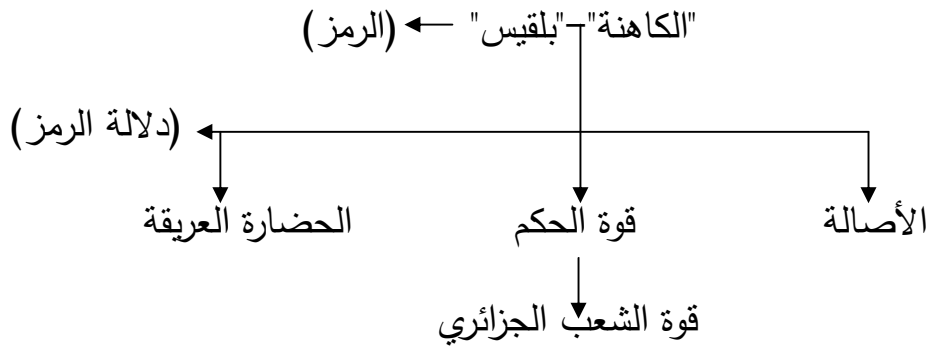 "الكاهنة"–"بلقيس" (الرمز)
(دلالة الرمز)
الأصالة قوة الحكم الحضارة العريقة
قوة الشعب الجزائري